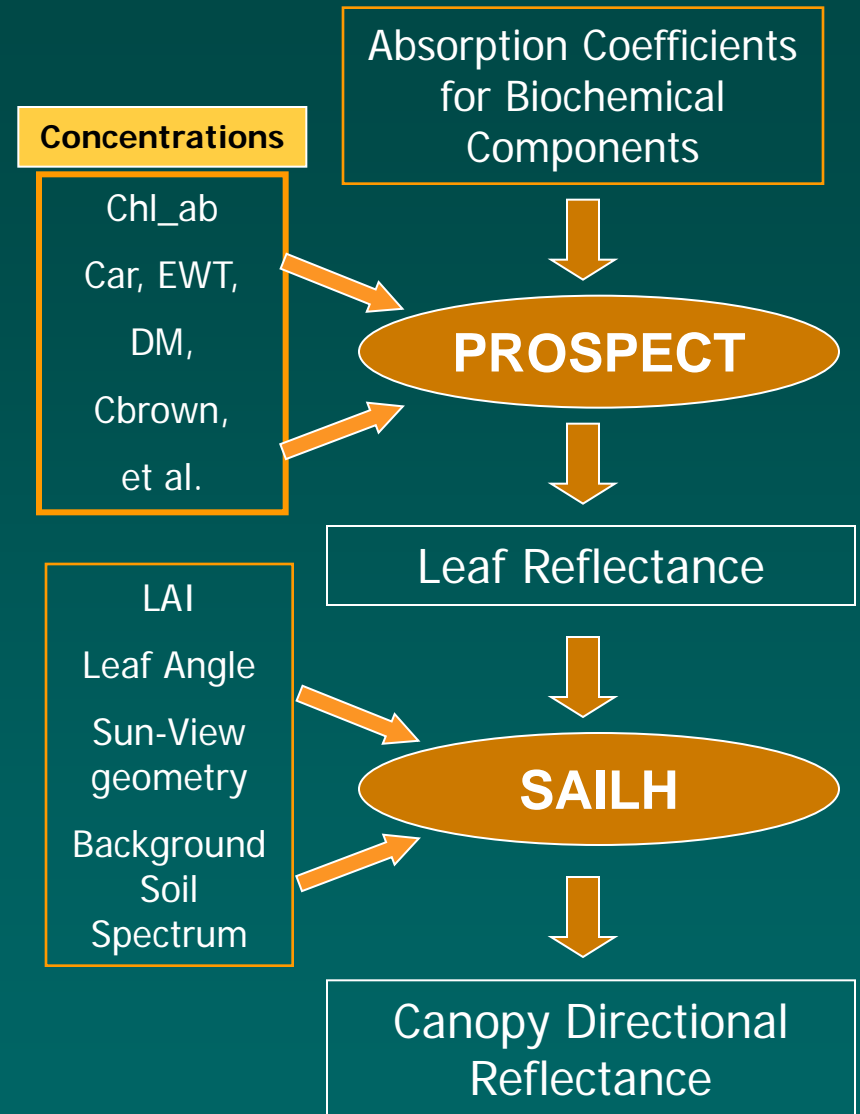 Absorption Coefficients
for Biochemical
Components
Concentrations
Chl_ab
Car, EWT,
DM,
Cbrown,
et al.
PROSPECT
Leaf Reflectance
LAI
Leaf Angle
Sun-View
geometry
Background
Soil
Spectrum
SAILH
Canopy Directional
Reflectance